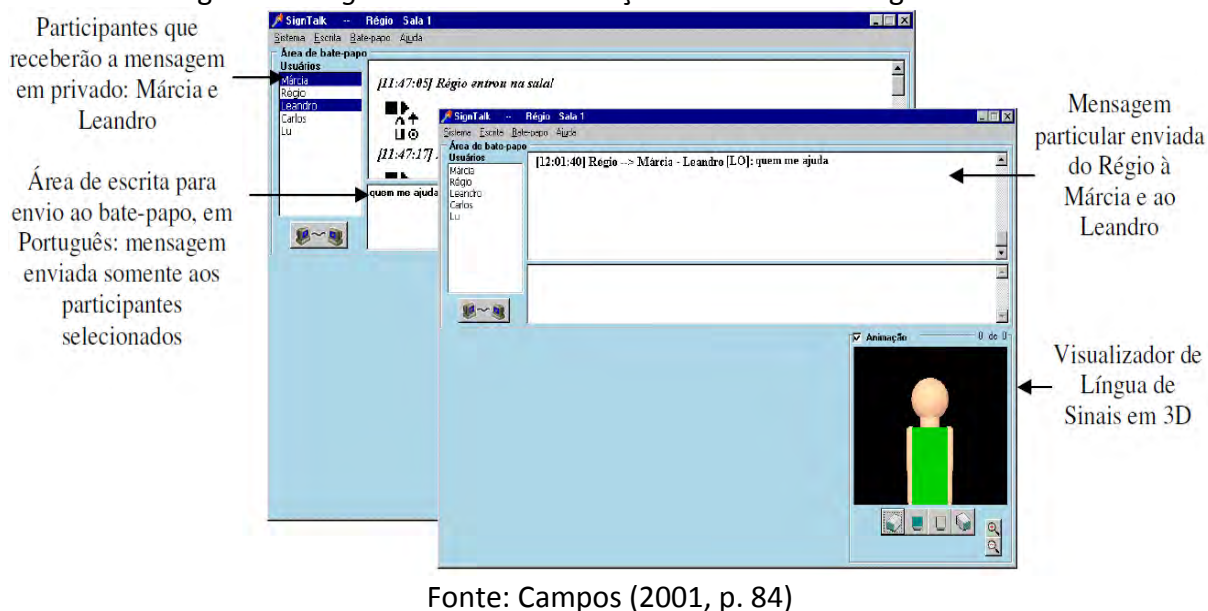 Participantes que
receberão a mensagem
em privado: Márcia e
Leandro
Área de escrita para
envio ao bate-papo, em
Português: mensagem
enviada somente aos
participantes
selecionados
SignTalk -- Régio Sala 1
Sistema Escrita Bate-papo Ajuda
Área de bate-papo
Usuários
Márcia
Régio
Leandro
Carlos
Lu
[11:47:05] Régio entrou na sala!
[11:47:17]
quem me ajuda
SignTalk -- Régio Sala 1
Sistema Escrita Bate-papo Ajuda
Área de bate-papo
Usuários
Márcia
Régio
Leandro
Carlos
Lu
[12:01:40] Régio --> Márcia - Leandro [LO]: quem me ajuda
Animação 0 de 0
Mensagem
particular enviada
do Régio à
Márcia e ao
Leandro
Visualizador de
Língua de
Sinais em 3D
Fonte: Campos (2001, p. 84)